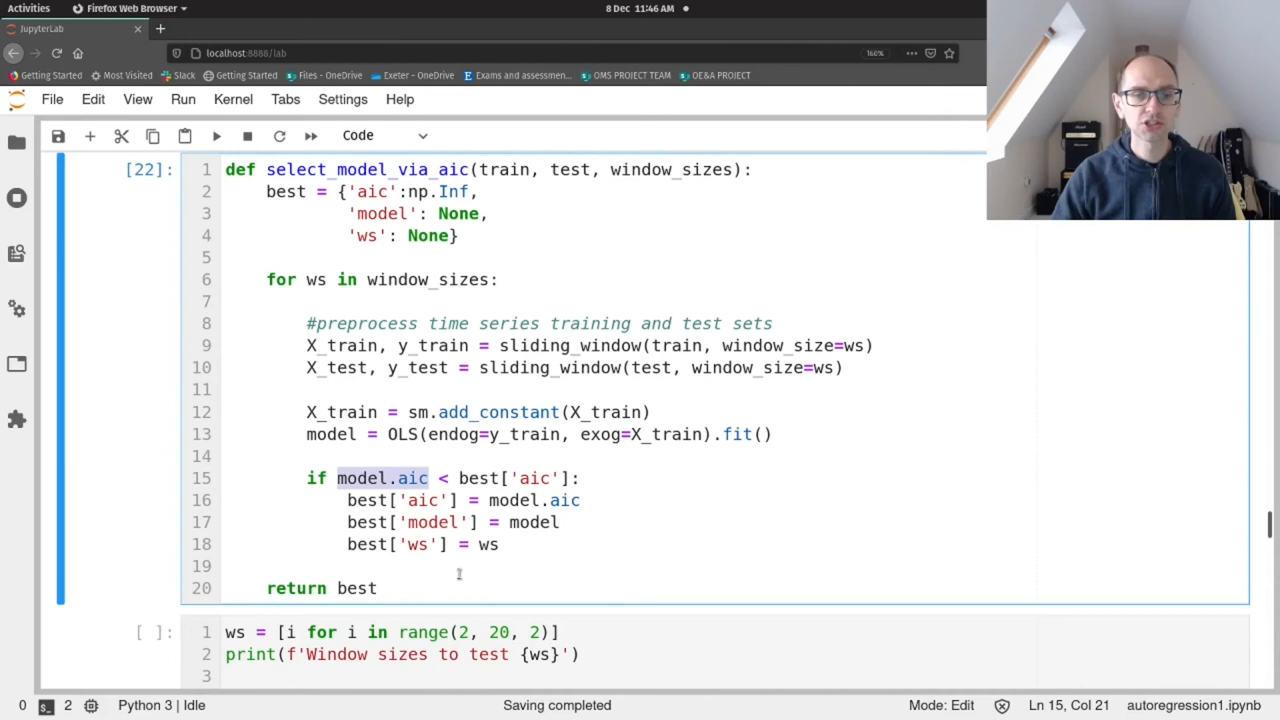 Activities
Firefox Web Browser
8 Dec 11:46 AM
JupyterLab
localhost:8888/lab
160%
Getting Started
Most Visited
Slack
Getting Started
Files - OneDrive
Exeter - OneDrive
Exams and assessmen...
OMS PROJECT TEAM
OE&A PROJECT
File Edit View Run Kernel Tabs Settings Help
Code
[22]:
1 def select_model_via_aic(train, test, window_sizes):
2 best = {'aic':np.Inf,
3 'model': None,
4 'ws': None}
5
6 for ws in window_sizes:
7
8 #preprocess time series training and test sets
9 X_train, y_train = sliding_window(train, window_size=ws)
10 X_test, y_test = sliding_window(test, window_size=ws)
11
12 X_train = sm.add_constant(X_train)
13 model = OLS(endog=y_train, exog=X_train).fit()
14
15 if model.aic < best['aic']:
16 best['aic'] = model.aic
17 best['model'] = model
18 best['ws'] = ws
19
20 return best
[ ]:
1 ws = [i for i in range(2, 20, 2)]
2 print(f'Window sizes to test {ws}')
3
0
2
Python 3 | Idle
Saving completed
Mode: Edit
Ln 15, Col 21
autoregression1.ipynb